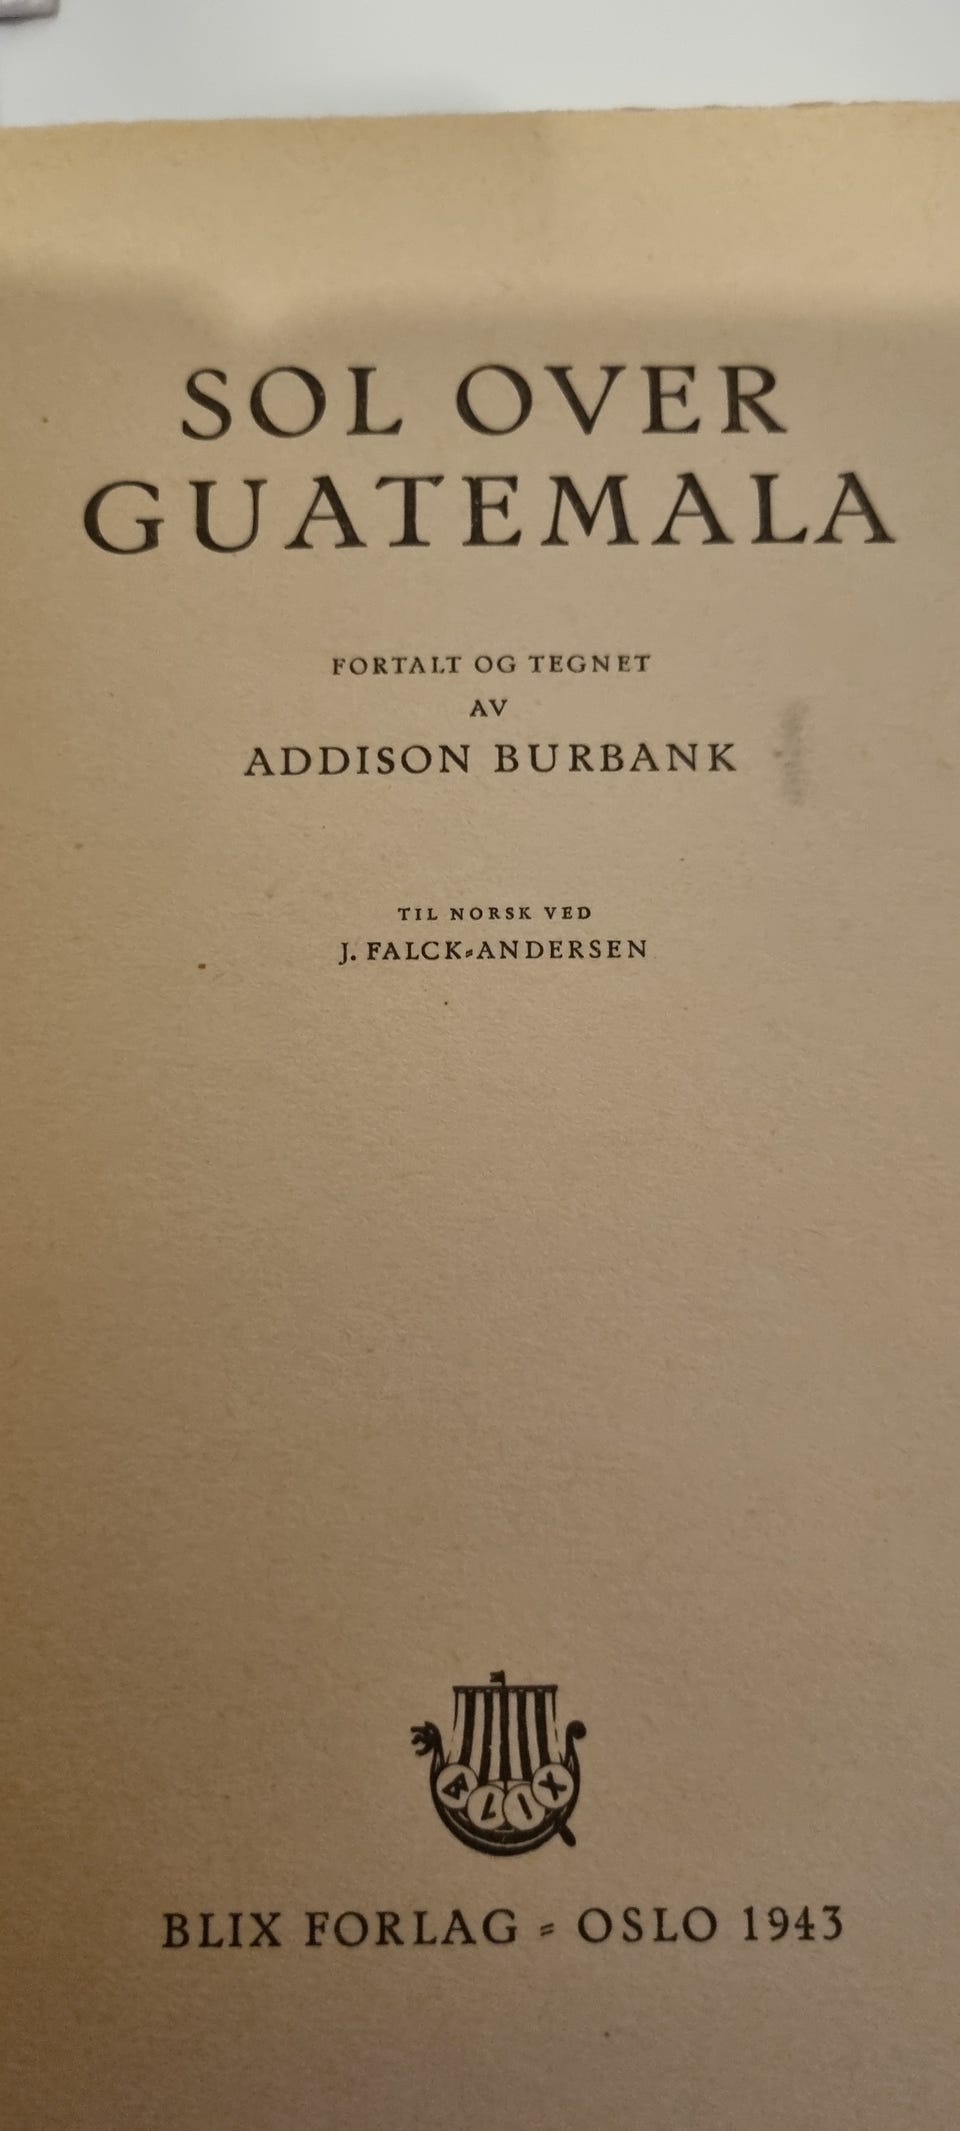 SOL OVER
GUATEMALA
FORTALT OG TEGNET
AV
ADDISON BURBANK
TIL NORSK VED
J. FALCK-ANDERSEN
BLIX
BLIX FORLAG - OSLO 1943